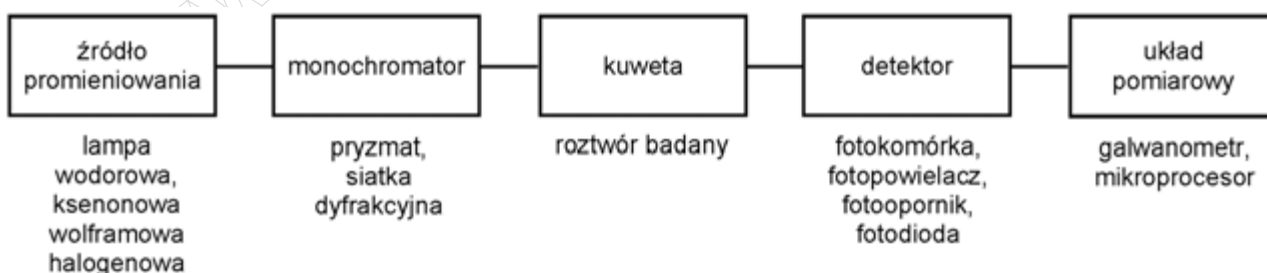 źródło
promieniowania
monochromator
kuweta
detektor
układ
pomiarowy
lampa
wodorowa,
ksenonowa
wolframowa
halogenowa
pryzmat,
siatka
dyfrakcyjna
roztwór badany
fotokomórka,
fotopowielacz,
fotoopornik,
fotodioda
galwanometr,
mikroprocesor